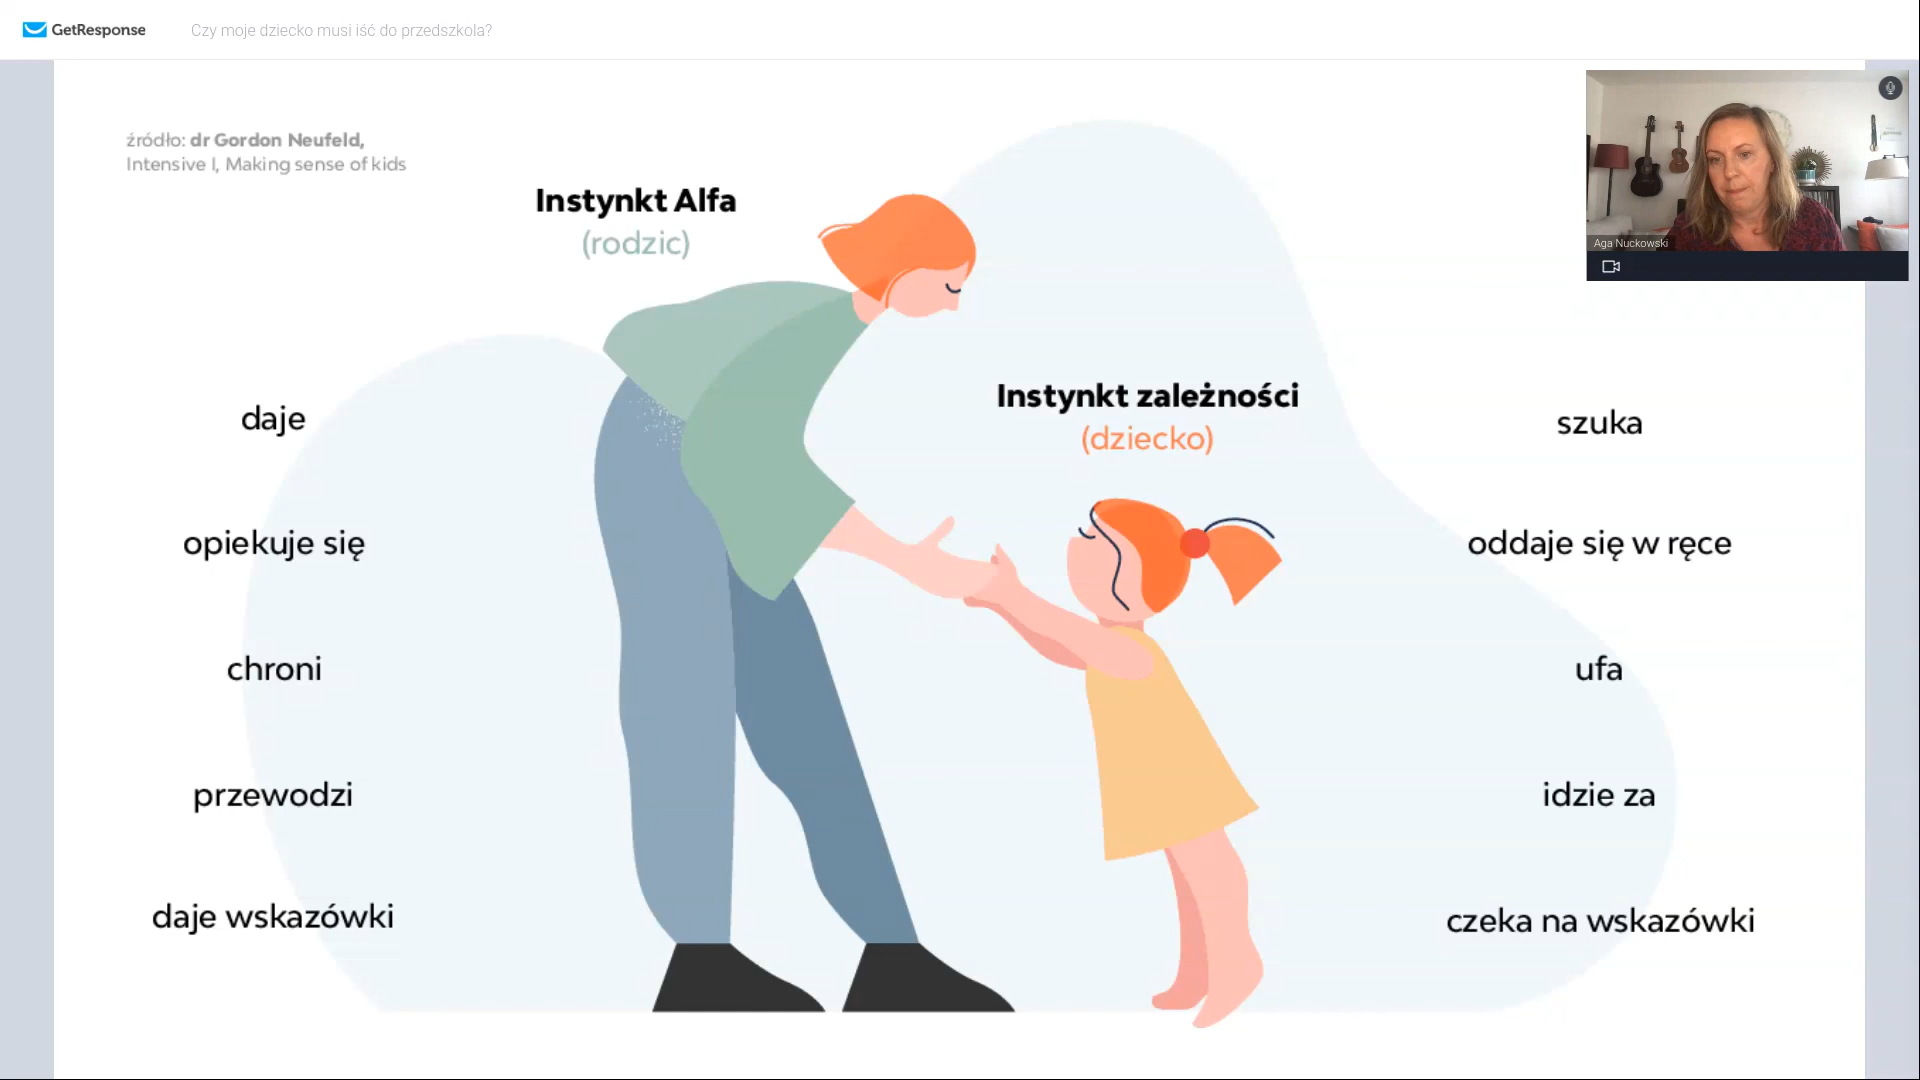 GetResponse
Czy moje dziecko musi iść do przedszkola?
źródło: dr Gordon Neufeld,
Intensive I, Making sense of kids
Instynkt Alfa
(rodzic)
Aga Nuckowski
Instynkt zależności
(dziecko)
daje
opiekuje się
chroni
przewodzi
daje wskazówki
szuka
oddaje się w ręce
ufa
idzie za
czeka na wskazówki